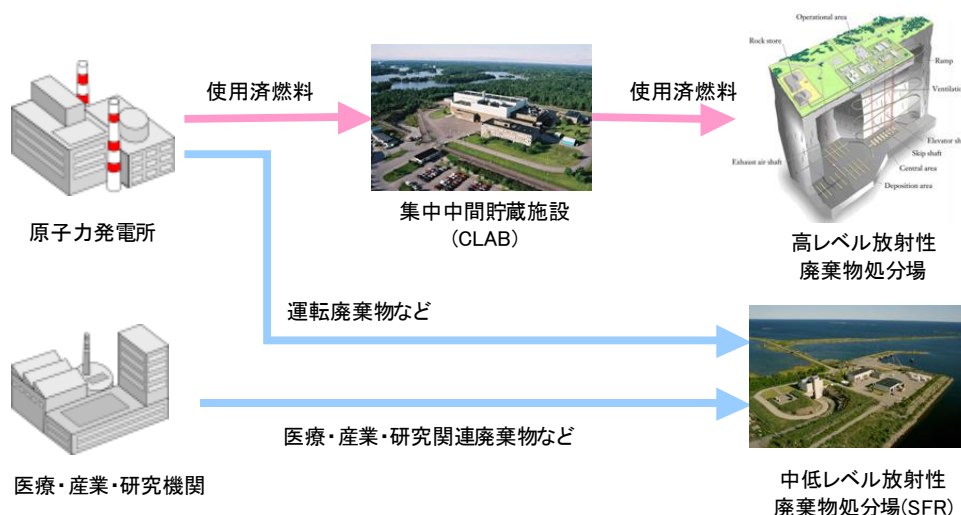 使用済燃料
使用済燃料
Operational area
Rock store
Ramp
Exhaust air shaft
Elevator
Skip shaft
Central area
Deposition area
原子力発電所
集中中間貯蔵施設
(CLAB)
高レベル放射性
廃棄物処分場
運転廃棄物など
医療・産業・研究関連廃棄物など
医療・産業・研究機関
中低レベル放射性
廃棄物処分場(SFR)